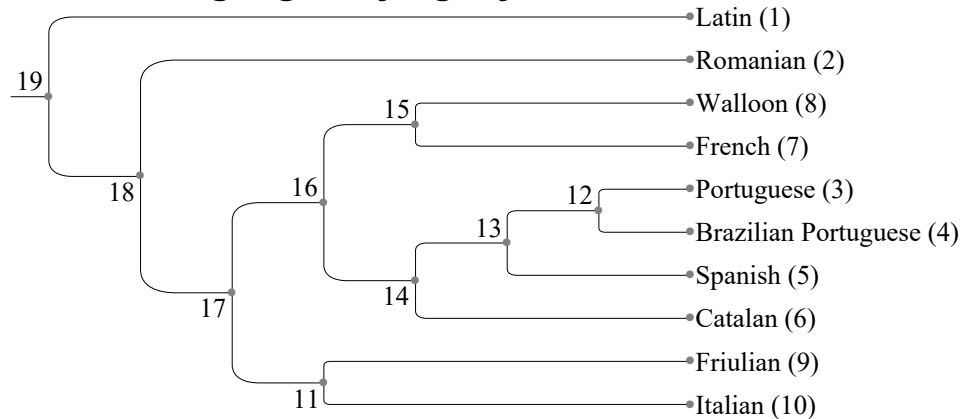 Latin (1)
19
Romanian (2)
18
15
Walloon (8)
French (7)
16
12
Portuguese (3)
13
Brazilian Portuguese (4)
Spanish (5)
14
Catalan (6)
17
Friulian (9)
11
Italian (10)